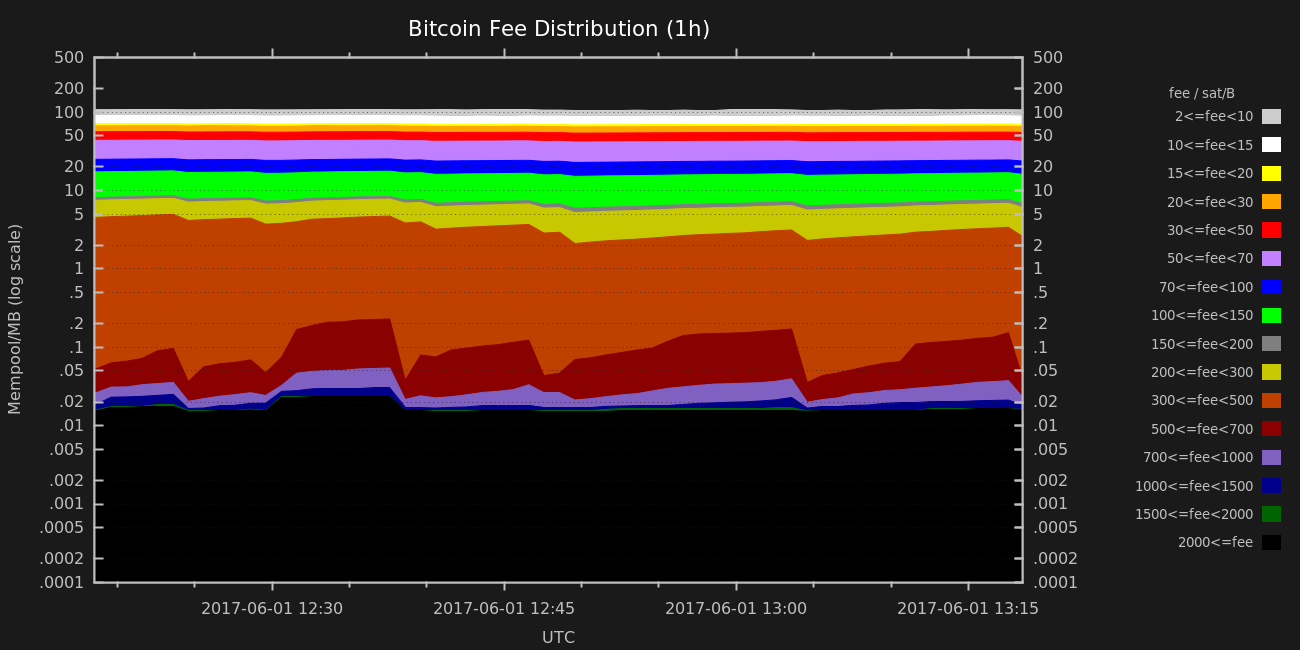 Bitcoin Fee Distribution (1h)
Mempool/MB (log scale)
500
200
100
50
20
10
5
2
1
.5
.2
.1
.05
.02
.01
.005
.002
.001
.0005
.0002
.0001
500
200
100
50
20
10
5
2
1
.5
.2
.1
.05
.02
.01
.005
.002
.001
.0005
.0002
.0001
2017-06-01 12:30 2017-06-01 12:45 2017-06-01 13:00 2017-06-01 13:15
UTC
fee / sat/B
2<=fee<10
10<=fee<15
15<=fee<20
20<=fee<30
30<=fee<50
50<=fee<70
70<=fee<100
100<=fee<150
150<=fee<200
200<=fee<300
300<=fee<500
500<=fee<700
700<=fee<1000
1000<=fee<1500
1500<=fee<2000
2000<=fee